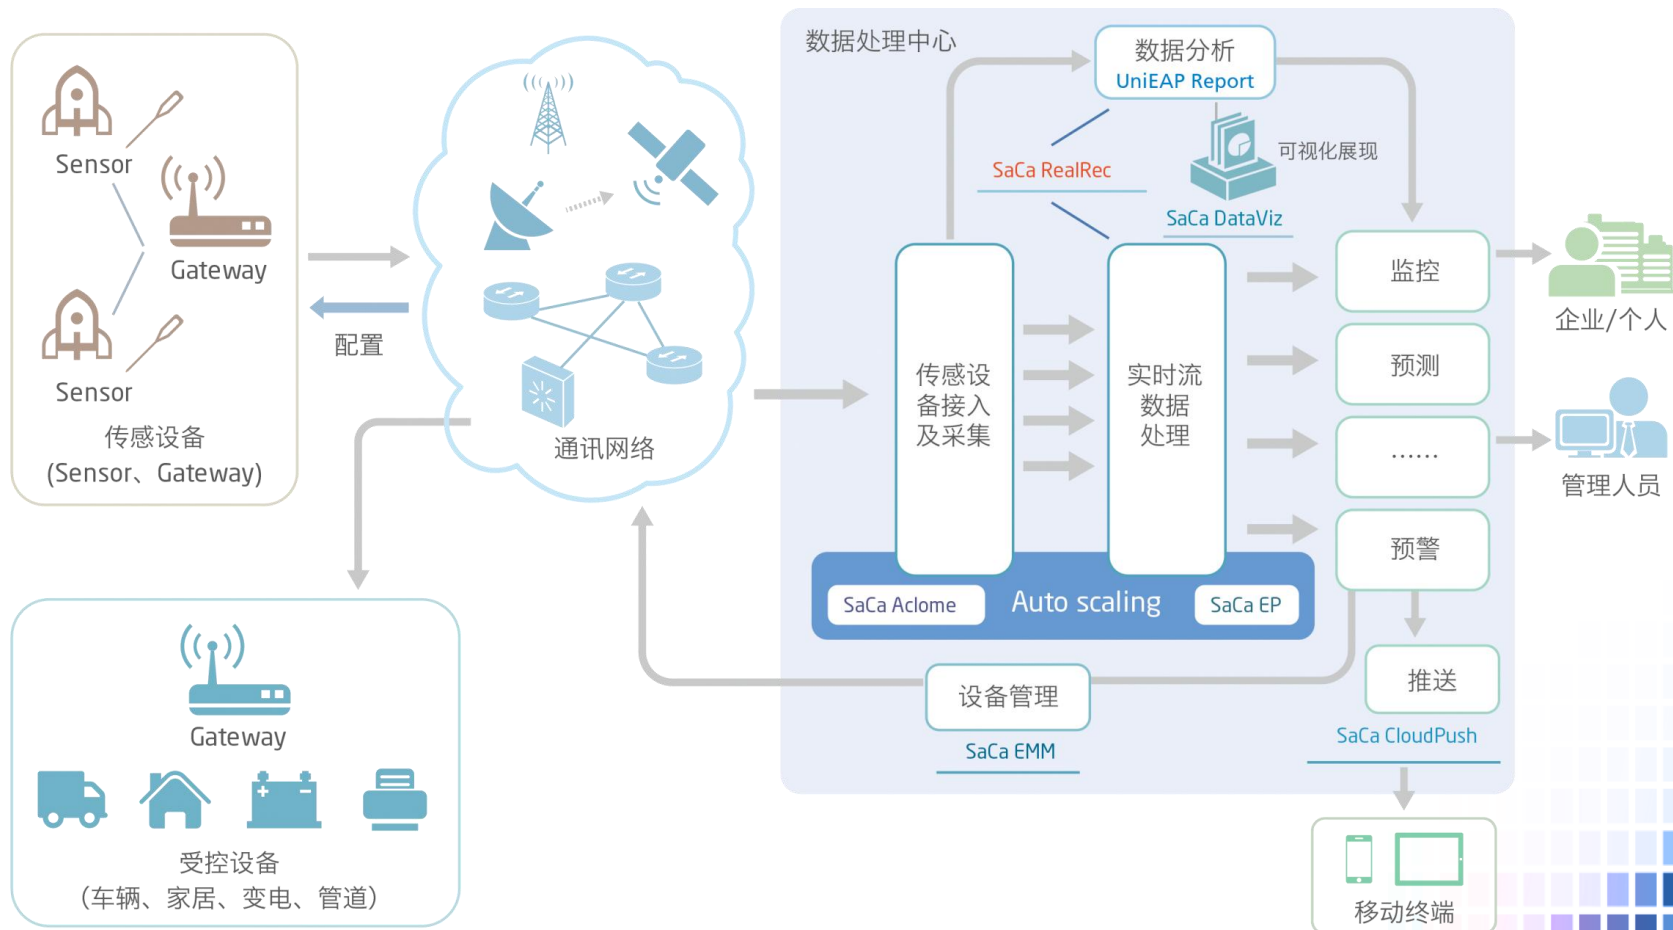 Sensor
Gateway
Sensor
传感设备
(Sensor、Gateway)
配置
通讯网络
Gateway
受控设备
（车辆、家居、变电、管道）
数据处理中心
数据分析
UniEAP Report
SaCa RealRec
可视化展现
SaCa DataViz
传感设
备接入
及采集
实时流
数据
处理
监控
预测
……
预警
SaCa Aclome
Auto scaling
SaCa EP
设备管理
SaCa EMM
推送
SaCa CloudPush
移动终端
企业/个人
管理人员